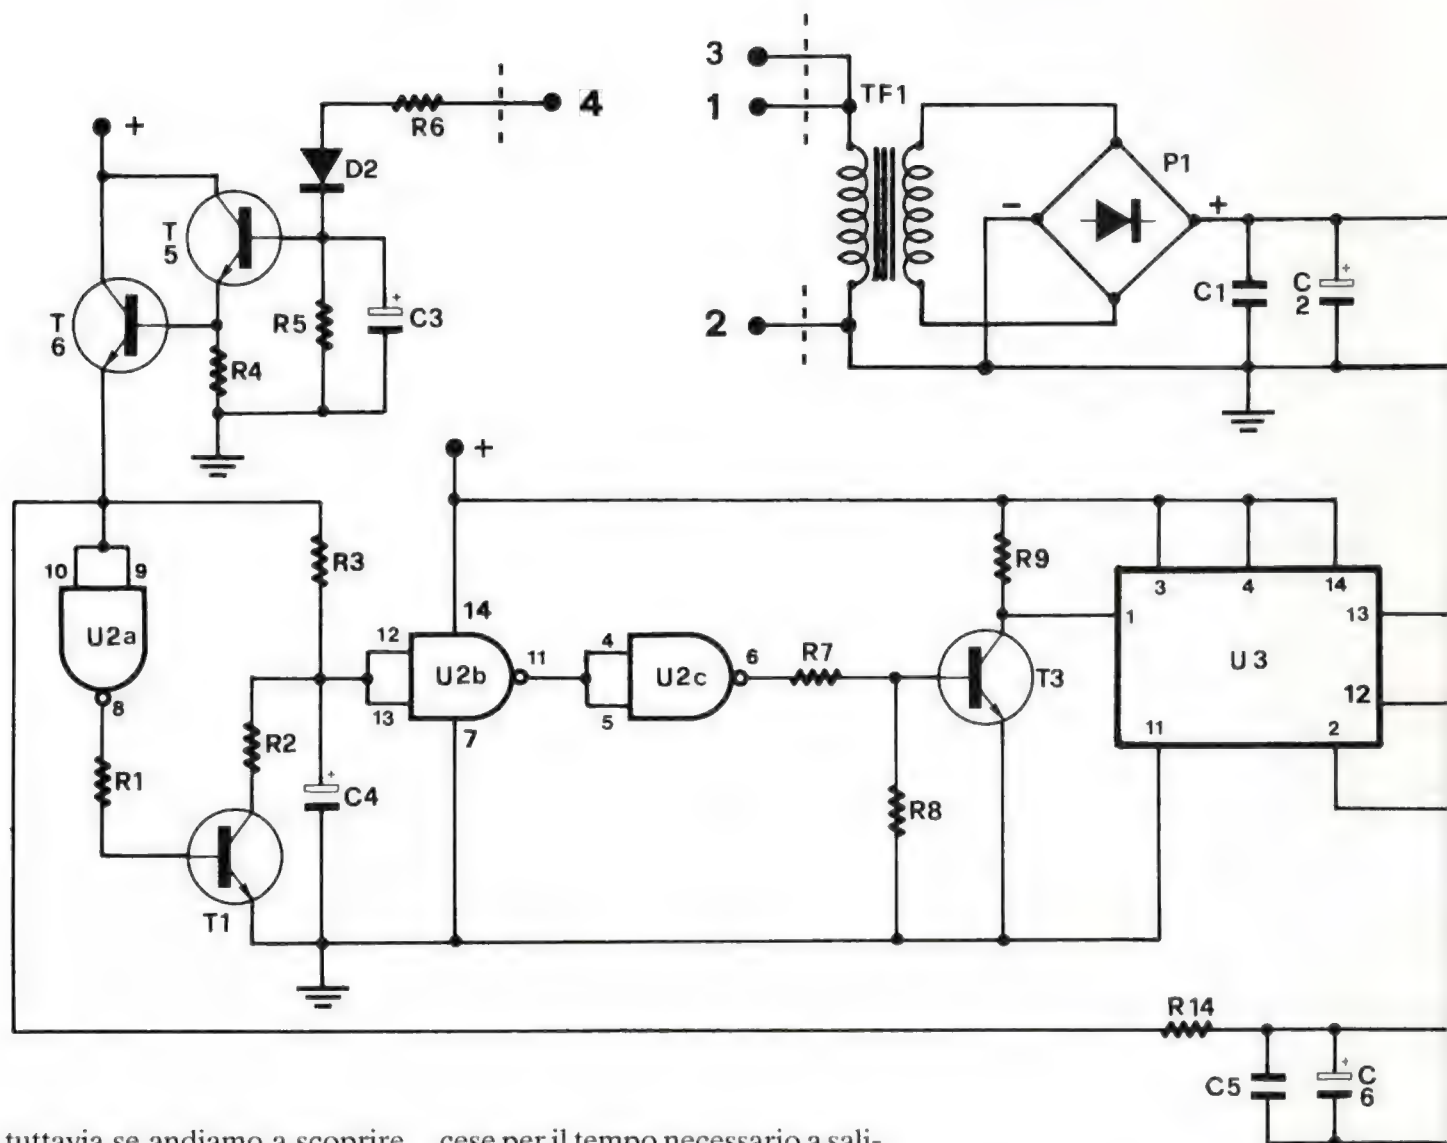 3
1
TF1
4
R6
+
P1
D2
T
5
-
+
C1
C
2
+
R5
+
C3
T
6
R4
2
+
R3
R9
10
9
3
4
14
U2a
14
1
13
12
4
11
6
R7
U2b
U2c
T3
U3
12
8
13
5
7
11
2
R2
R1
+
C4
R8
T1
R14
C5
+
C
6
tuttavia se andiamo a scoprire
cese per il tempo necessario a sali-